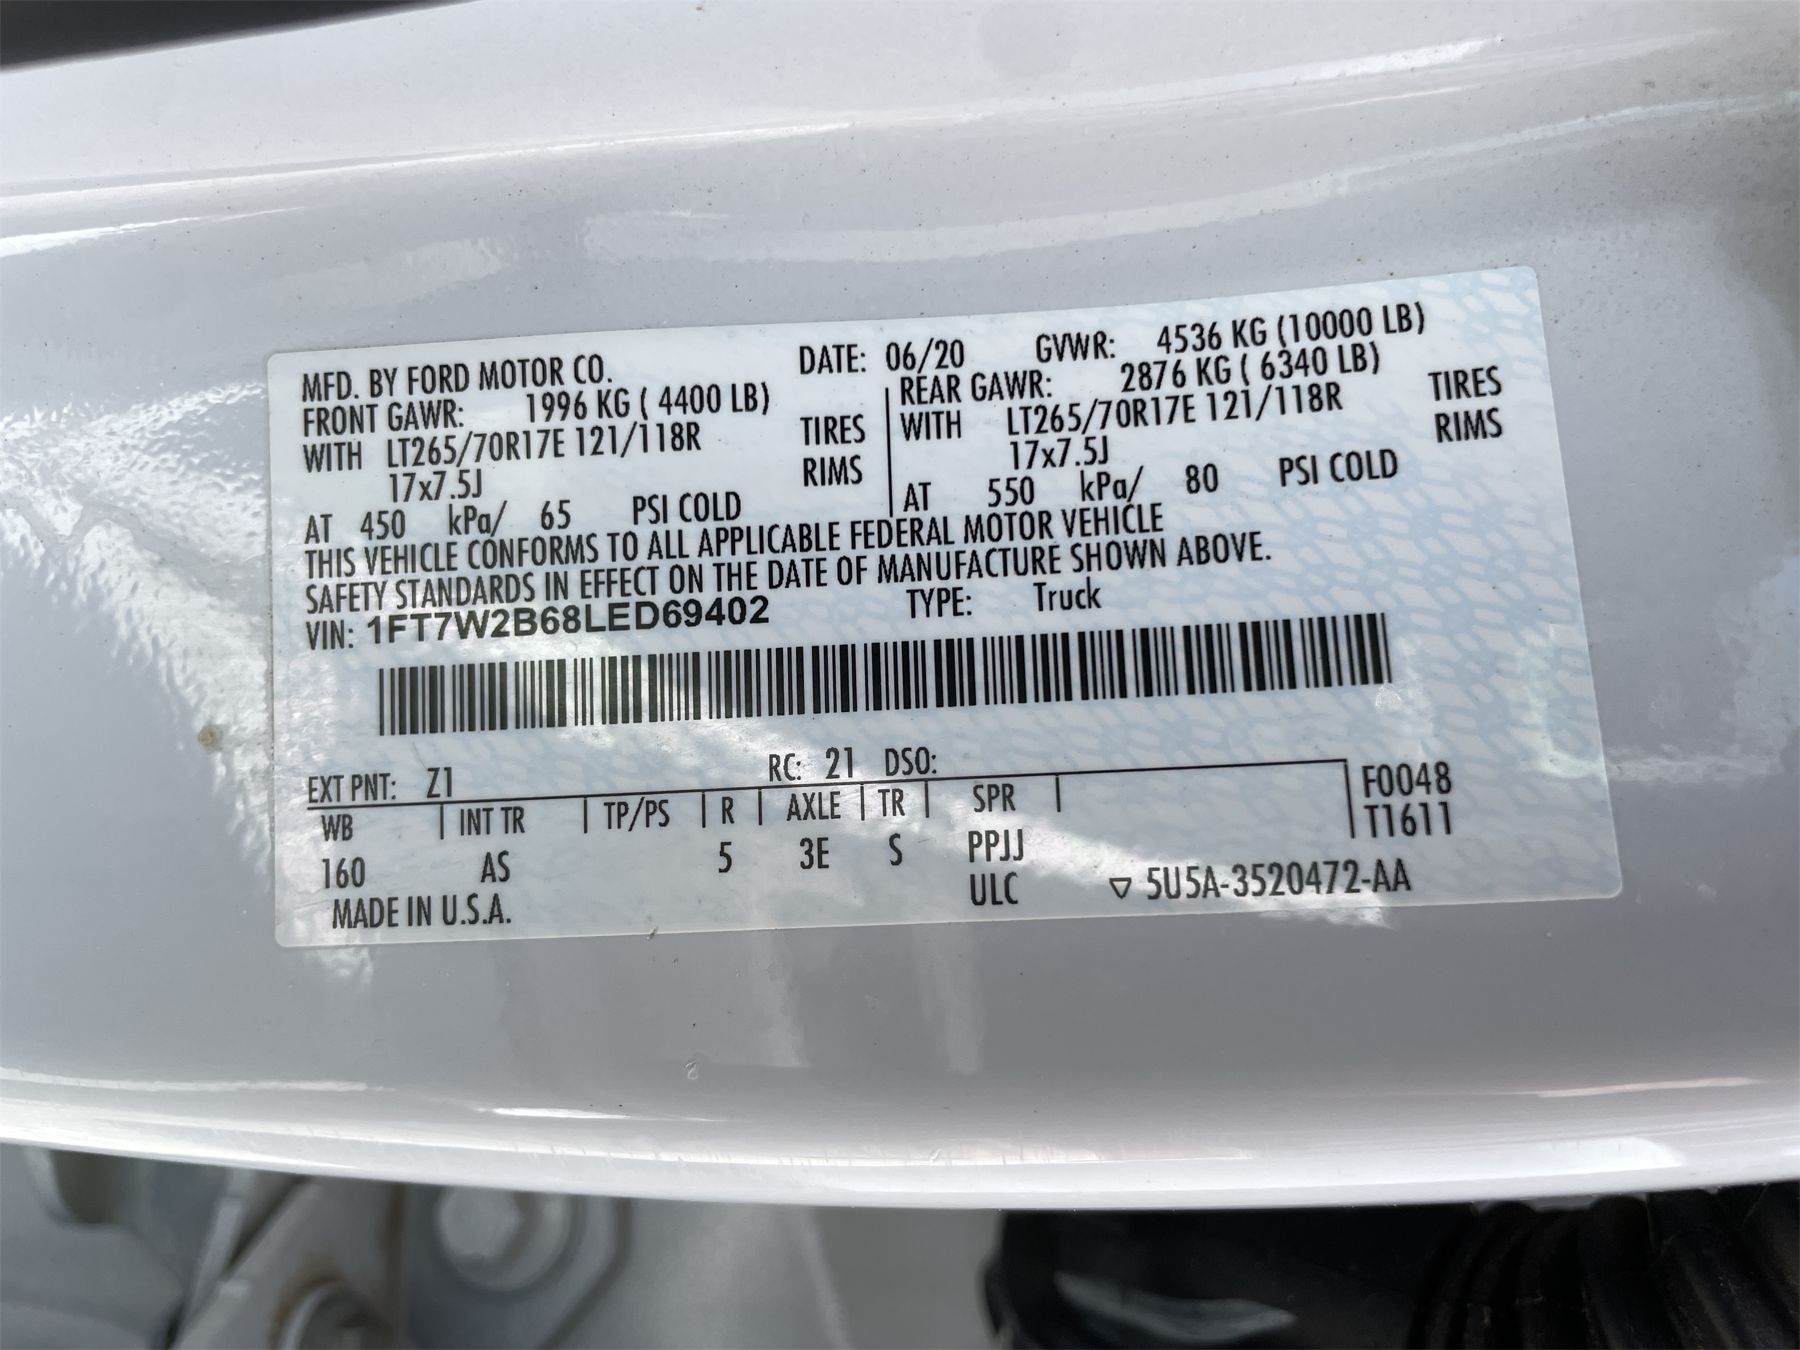 MFD. BY FORD MOTOR CO. DATE: 06/20 GVWR: 4536 KG (10000 LB)
FRONT GAWR: 1996 KG ( 4400 LB) REAR GAWR: 2876 KG ( 6340 LB)
WITH LT265/70R17E 121/118R TIRES WITH LT265/70R17E 121/118R TIRES
17x7.5J RIMS 17x7.5J RIMS
AT 450 kPa/ 65 PSI COLD AT 550 kPa/ 80 PSI COLD
THIS VEHICLE CONFORMS TO ALL APPLICABLE FEDERAL MOTOR VEHICLE
SAFETY STANDARDS IN EFFECT ON THE DATE OF MANUFACTURE SHOWN ABOVE.
VIN: 1FT7W2B68LED69402 TYPE: Truck
EXT PNT: Z1 RC: 21 DSO:
WB INT TR TP/PS R AXLE TR SPR F0048
T1611
160 AS 5 3E S PPJJ
ULC ▽ 5U5A-3520472-AA
MADE IN U.S.A.